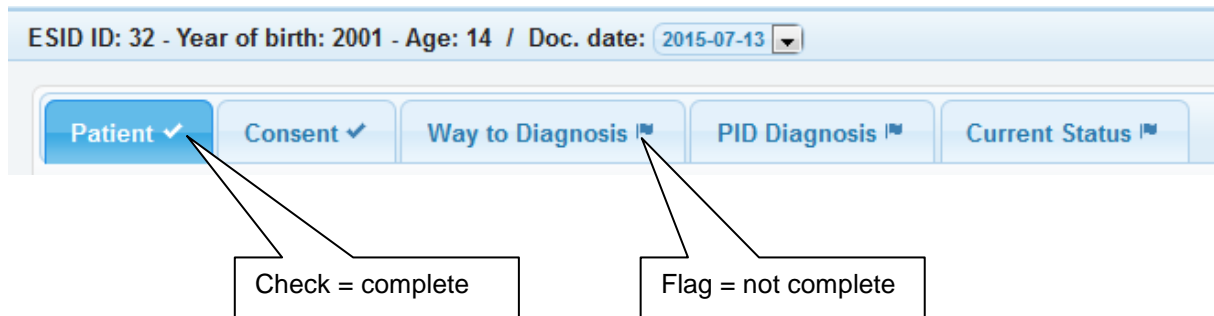 ESID ID: 32 - Year of birth: 2001 - Age: 14 / Doc. date: 2015-07-13
Patient Consent Way to Diagnosis PID Diagnosis Current Status
Check = complete Flag = not complete